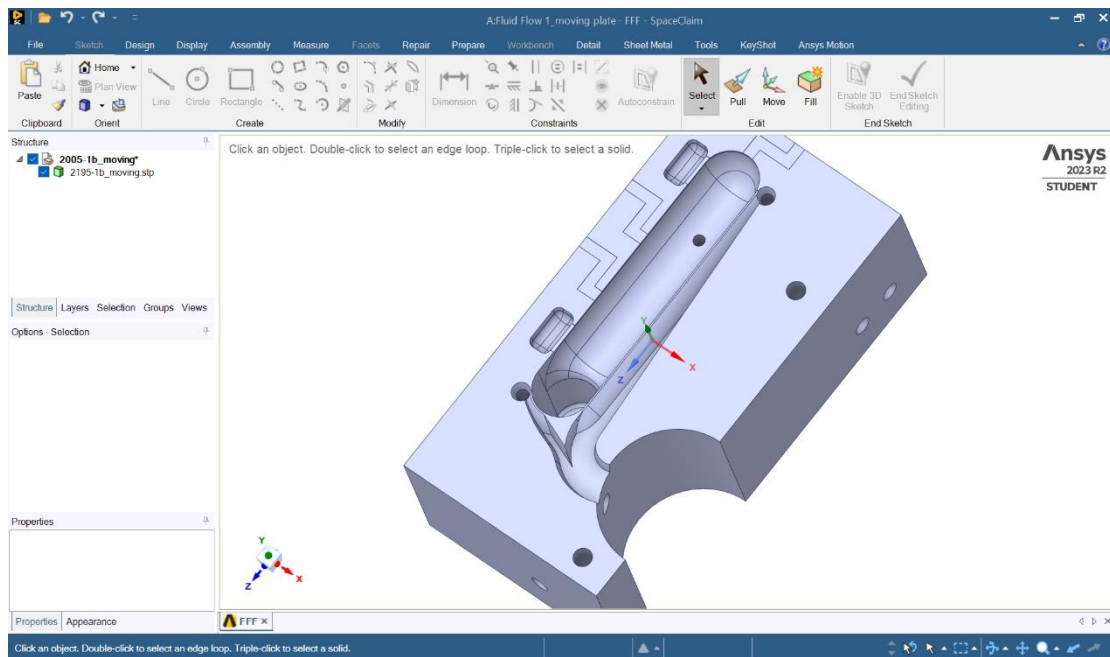 A:Fluid Flow 1_moving plate - FFF - SpaceClaim
File Sketch Design Display Assembly Measure Facets Repair Prepare Workbench Detail Sheet Metal Tools KeyShot Ansys Motion
Home
Plan View
Paste
Line Circle Rectangle
Dimension
Autoconstrain
Select Pull Move Fill
Enable 3D Sketch
End Sketch Editing
Clipboard Orient Create Modify Constraints Edit End Sketch
Structure
2005-1b_moving*
2195-1b_moving.stp
Structure Layers Selection Groups Views
Options - Selection
Properties
Properties Appearance
Click an object. Double-click to select an edge loop. Triple-click to select a solid.
Ansys
2023 R2
STUDENT
Y
X
Z
Y
X
Z
FFF
Click an object. Double-click to select an edge loop. Triple-click to select a solid.